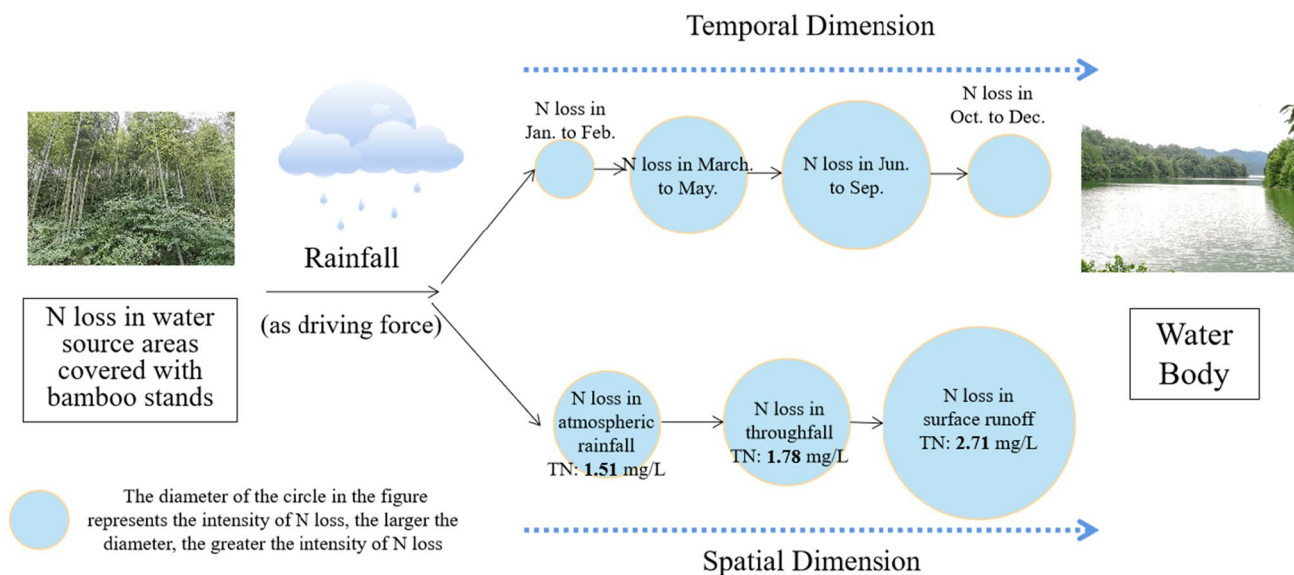 Temporal Dimension
N loss in
Jan. to Feb.
N loss in March.
to May.
N loss in Jun.
to Sep.
N loss in
Oct. to Dec.
Rainfall
(as driving force)
N loss in water
source areas
covered with
bamboo stands
Water
Body
N loss in
atmospheric
rainfall
TN: 1.51 mg/L
N loss in
throughfall
TN: 1.78 mg/L
N loss in
surface runoff
TN: 2.71 mg/L
The diameter of the circle in the figure
represents the intensity of N loss, the larger the
diameter, the greater the intensity of N loss
Spatial Dimension